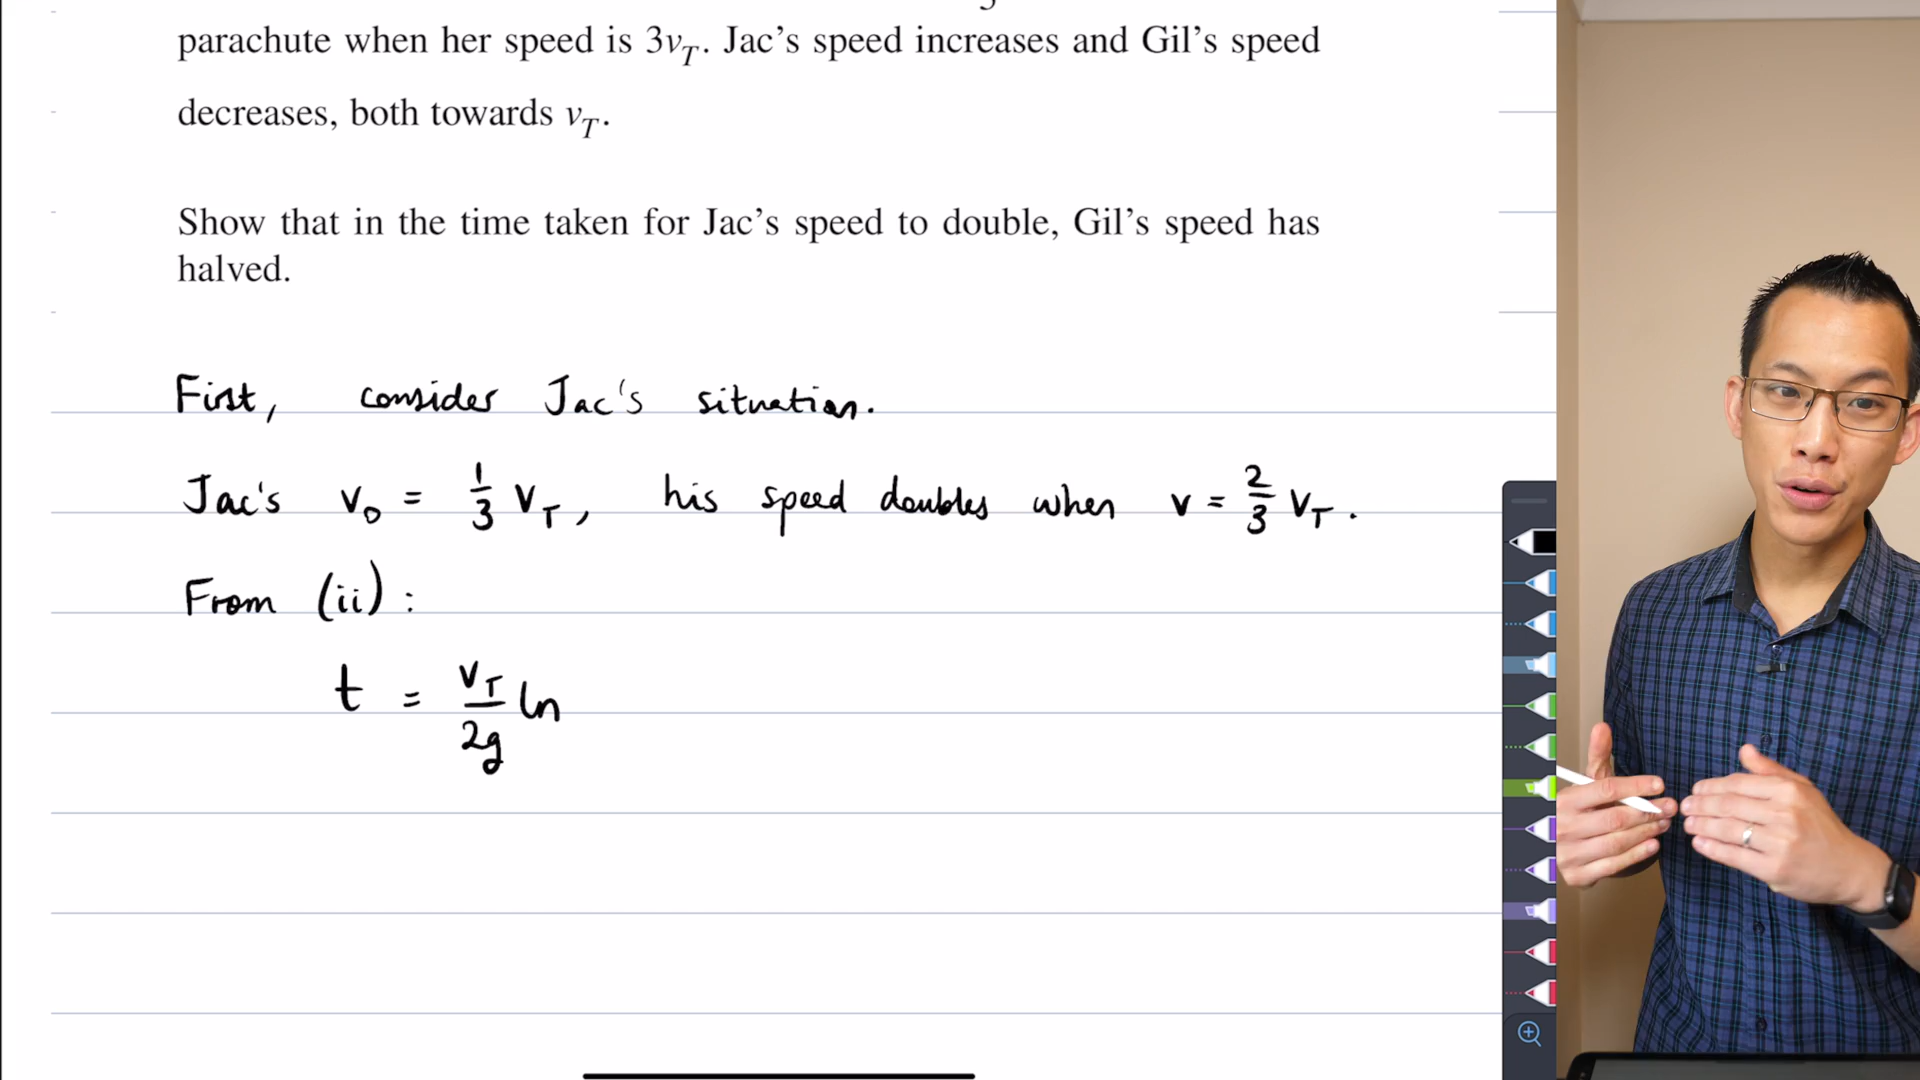 parachute when her speed is 3v_T. Jac's speed increases and Gil's speed
decreases, both towards v_T.
Show that in the time taken for Jac's speed to double, Gil's speed has
halved.
First, consider Jac's situation.
Jac's v_0 = 1/3 v_T, his speed doubles when v = 2/3 v_T.
From (ii):
t = v_T/2g ln